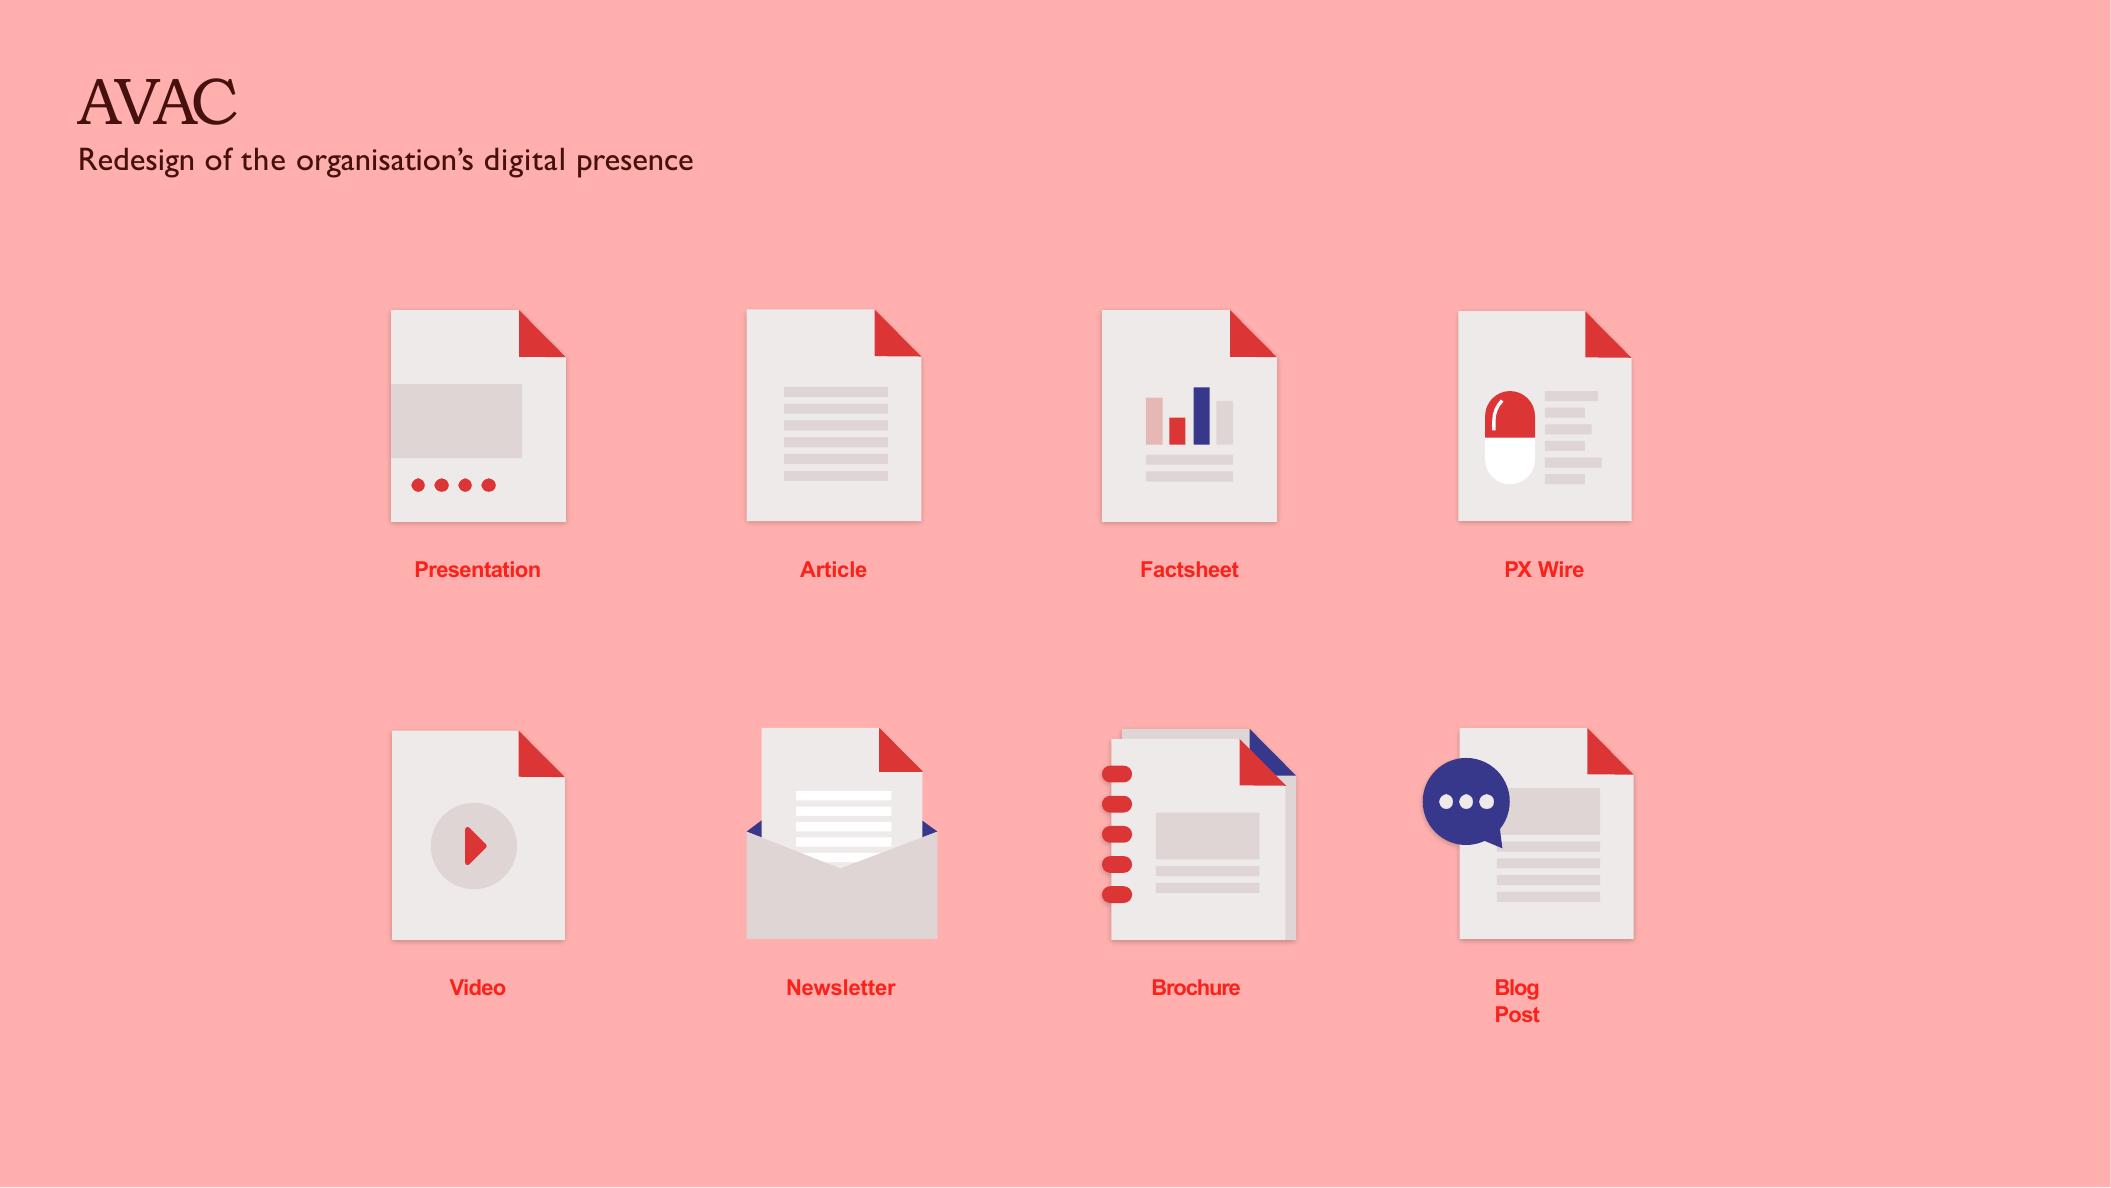 AVAC
Redesign of the organisation’s digital presence
Presentation
Article
Factsheet
PX Wire
Video
Newsletter
Brochure
Blog
Post